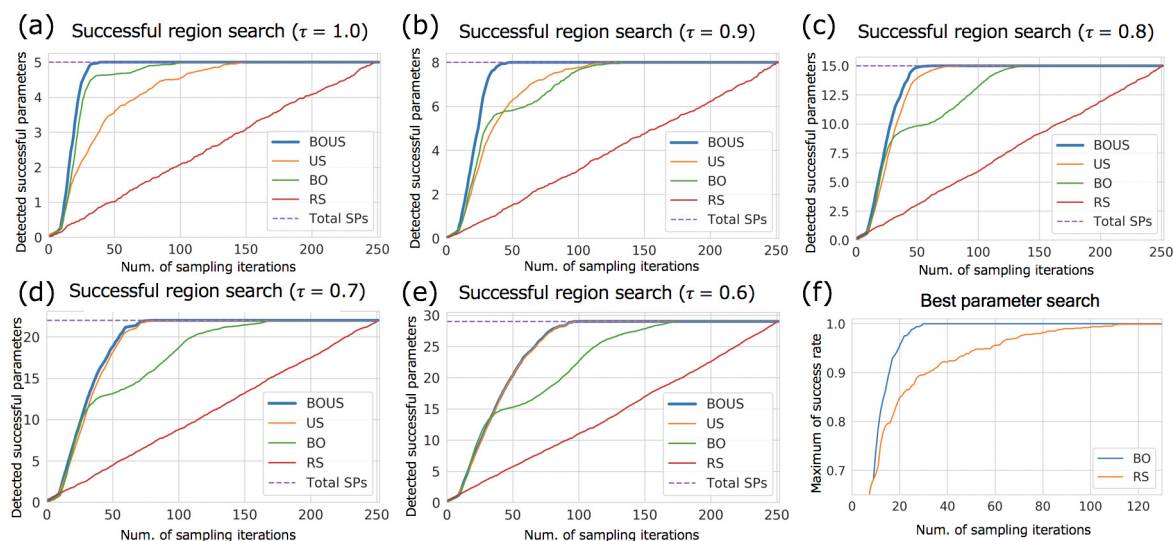 (a) Successful region search (τ = 1.0)
Detected successful parameters
5
4
3
2
1
0
BOUS
US
BO
RS
Total SPs
0 50 100 150 200 250
Num. of sampling iterations
(b) Successful region search (τ = 0.9)
Detected successful parameters
8
6
4
2
0
BOUS
US
BO
RS
Total SPs
0 50 100 150 200 250
Num. of sampling iterations
(c) Successful region search (τ = 0.8)
Detected successful parameters
15.0
12.5
10.0
7.5
5.0
2.5
0.0
BOUS
US
BO
RS
Total SPs
0 50 100 150 200 250
Num. of sampling iterations
(d) Successful region search (τ = 0.7)
Detected successful parameters
20
15
10
5
0
BOUS
US
BO
RS
Total SPs
0 50 100 150 200 250
Num. of sampling iterations
(e) Successful region search (τ = 0.6)
Detected successful parameters
30
25
20
15
10
5
0
BOUS
US
BO
RS
Total SPs
0 50 100 150 200 250
Num. of sampling iterations
(f) Best parameter search
Maximum of success rate
1.0
0.9
0.8
0.7
BO
RS
20 40 60 80 100 120
Num. of sampling iterations